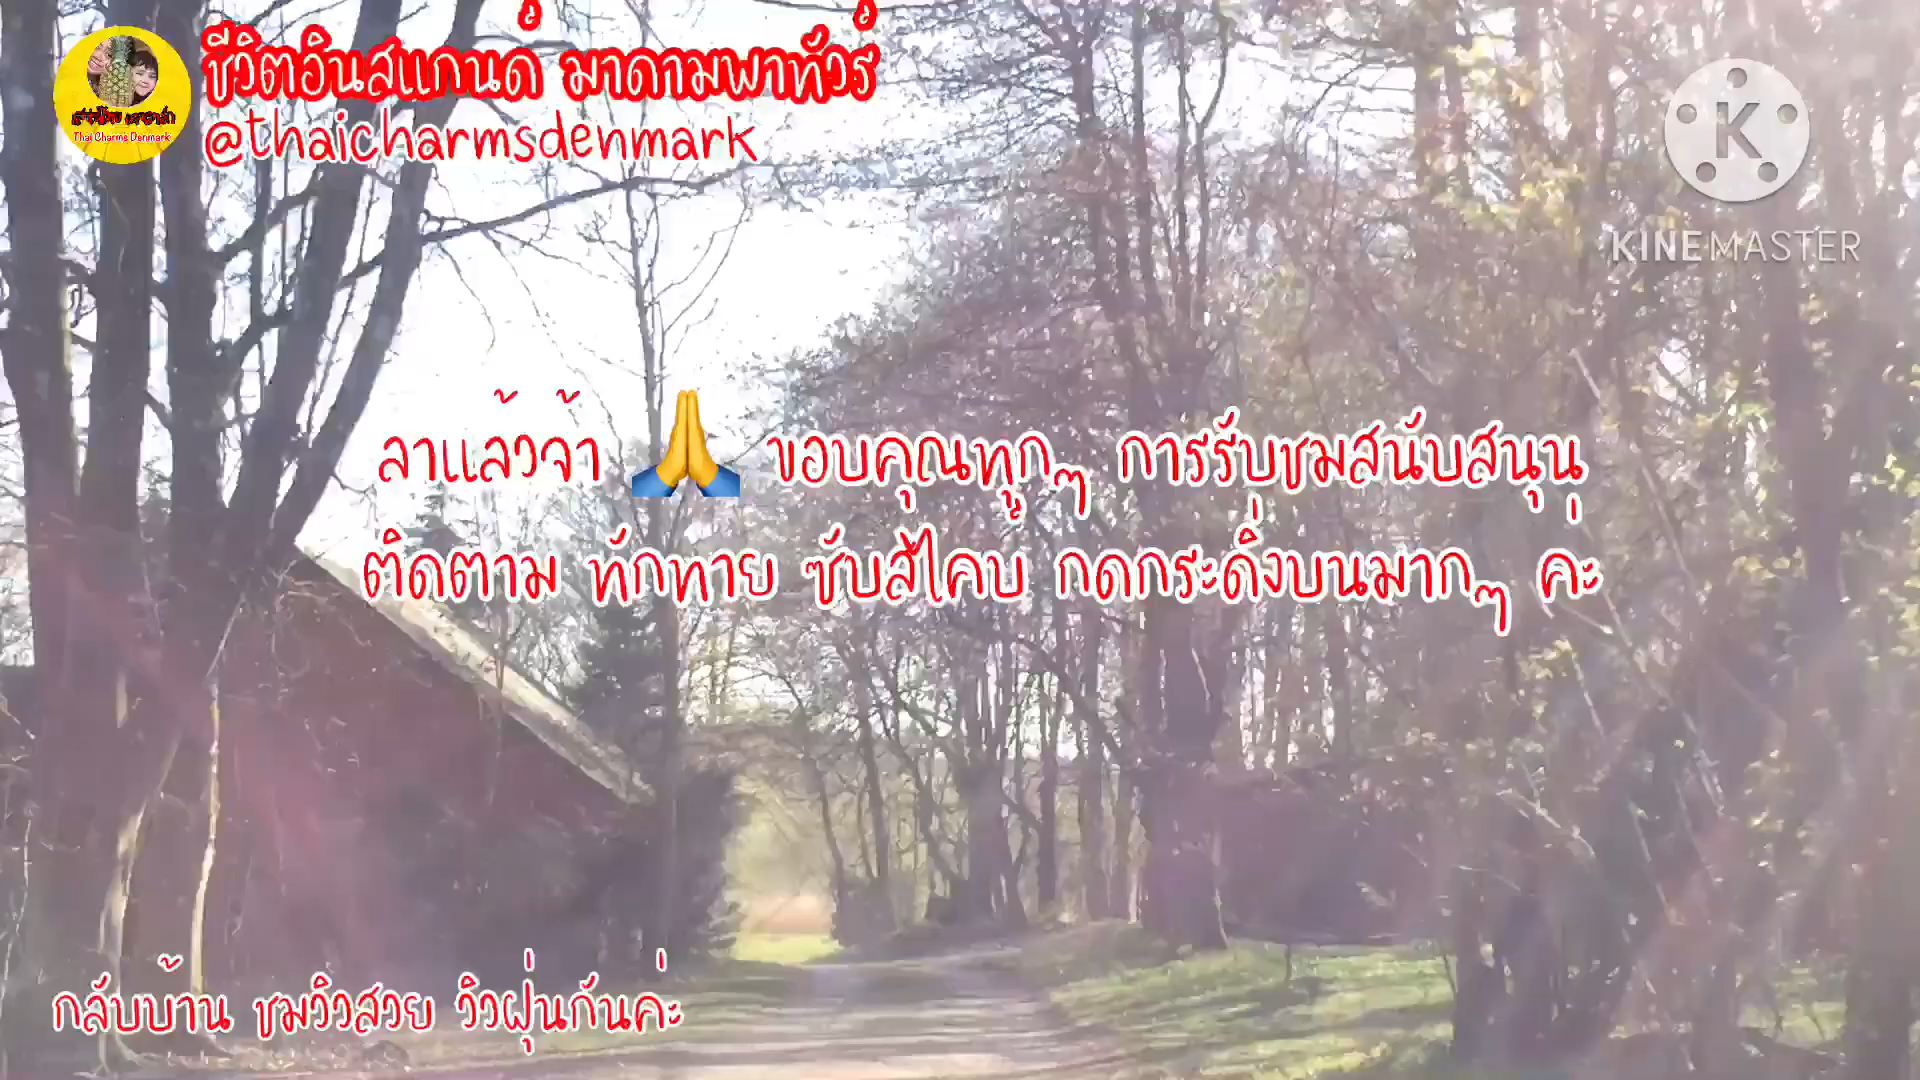 ชีวิตอินสแกนด์ มาดามพาทัวร์
@thaicharmsdenmark
Thai Charms Denmark
KINEMASTER
ลาแล้วจ้า 🙏 ขอบคุณทุกๆ การรับชมสนับสนุน
ติดตาม ทักทาย ซับสไคบ์ กดกระดิ่งบนมากๆ ค่ะ
กลับบ้าน ชมวิวสวย วิวฝุ่นกันค่ะ